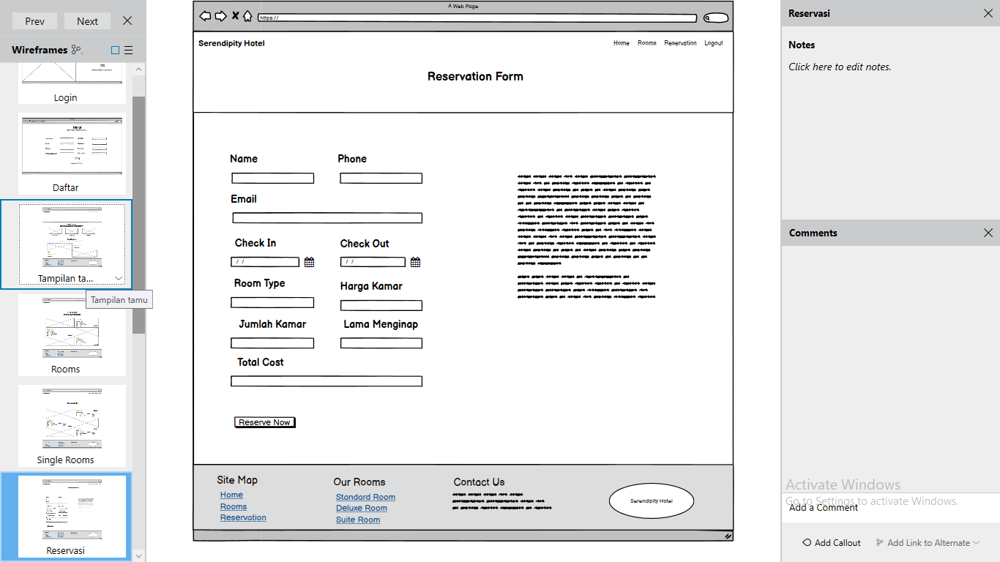 Prev
Next
Wireframes
Login
Daftar
Tampilan ta...
Tampilan tamu
Rooms
Single Rooms
Reservasi
A Web Page
https://
Serendipity Hotel
Home
Rooms
Reservation
Logout
Reservation Form
Name
Phone
Email
Check In
Check Out
/ /
/ /
Room Type
Harga Kamar
Jumlah Kamar
Lama Menginap
Total Cost
Reserve Now
Site Map
Home
Rooms
Reservation
Our Rooms
Standard Room
Deluxe Room
Suite Room
Contact Us
Serendipity Hotel
Reservasi
Notes
Click here to edit notes.
Comments
Activate Windows
Go to Settings to activate Windows.
Add a Comment
Add Callout
Add Link to Alternate